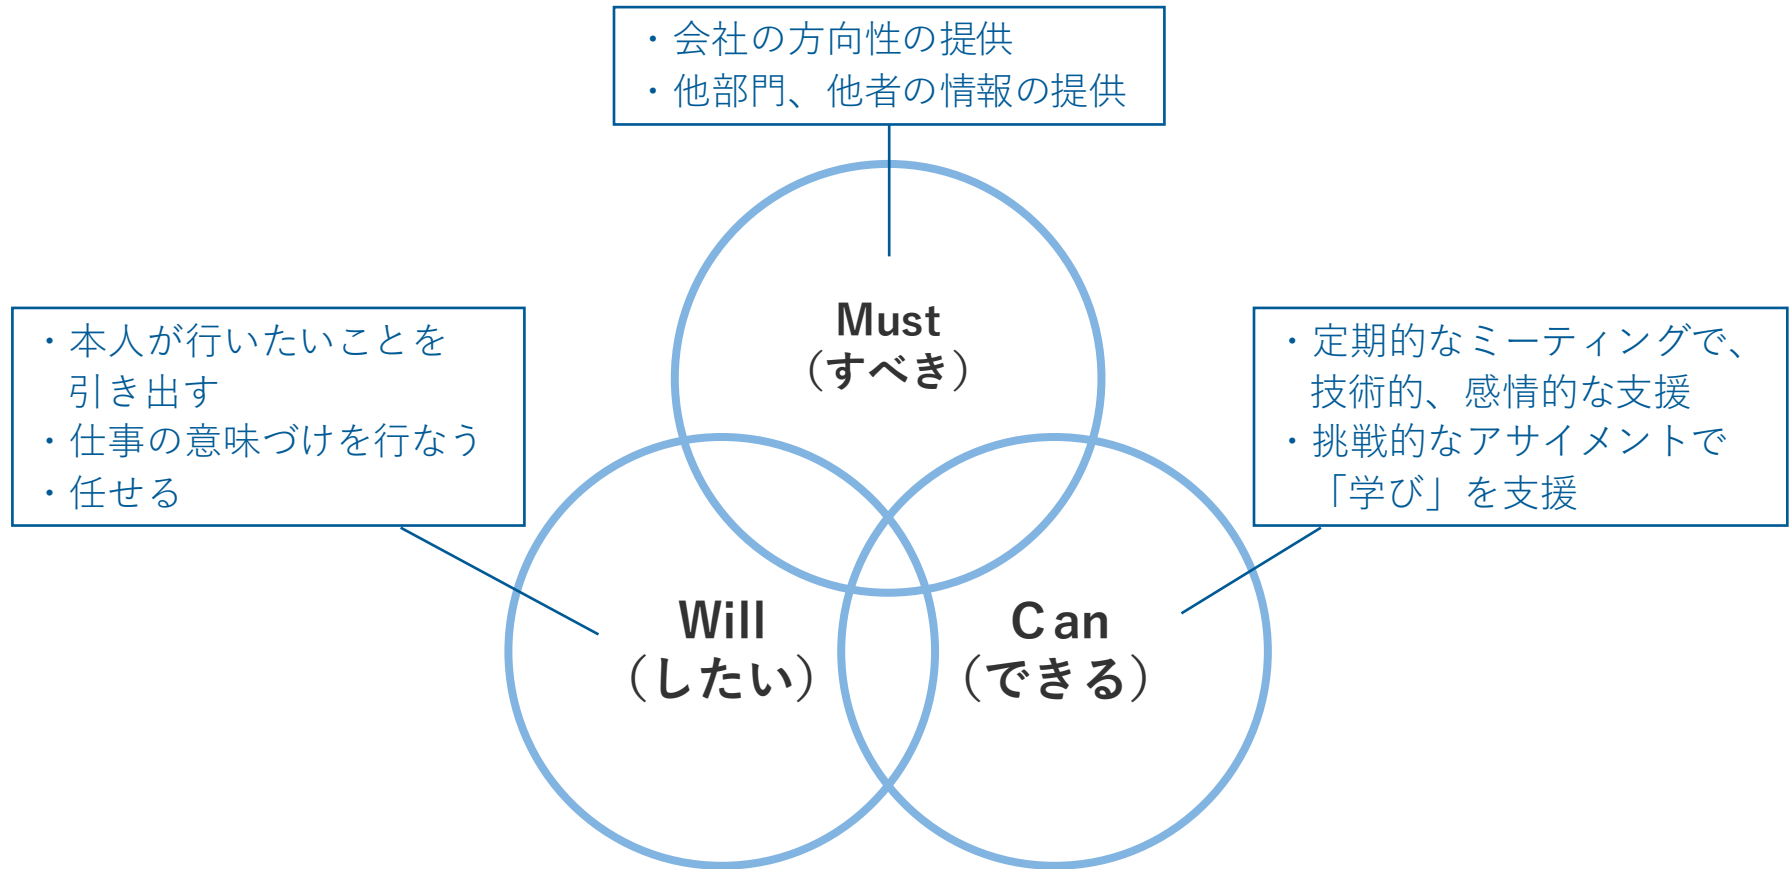 ・会社の方向性の提供
・他部門、他者の情報の提供
Must
（すべき）
・本人が行いたいことを
引き出す
・仕事の意味づけを行なう
・任せる
・定期的なミーティングで、
技術的、感情的な支援
・挑戦的なアサイメントで
「学び」を支援
Will
（したい）
Can
（できる）